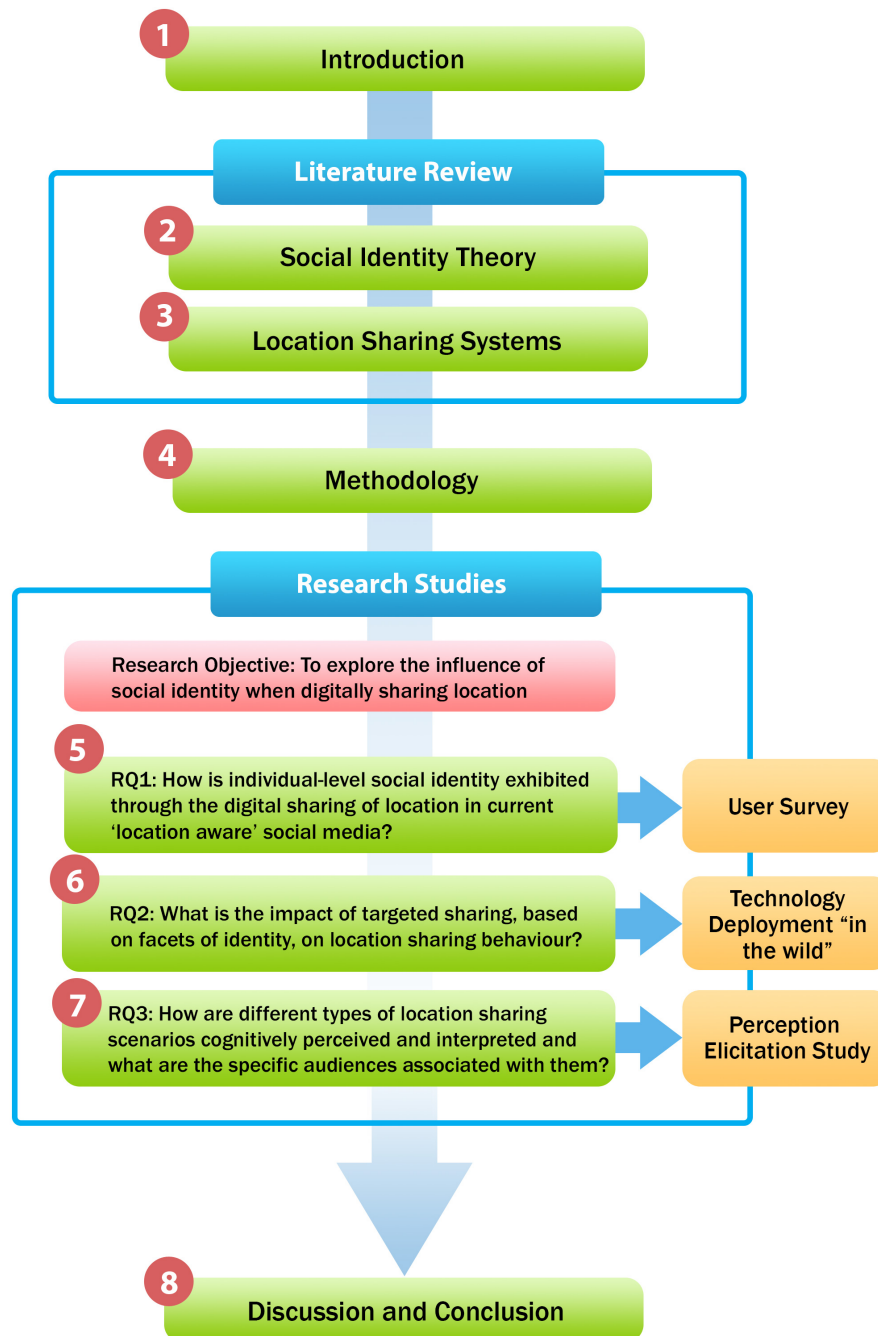 1
Introduction
Literature Review
2
Social Identity Theory
3
Location Sharing Systems
4
Methodology
Research Studies
Research Objective: To explore the influence of
social identity when digitally sharing location
5
RQ1: How is individual-level social identity exhibited
through the digital sharing of location in current
‘location aware’ social media?
User Survey
6
RQ2: What is the impact of targeted sharing, based
on facets of identity, on location sharing behaviour?
Technology
Deployment “in
the wild”
7
RQ3: How are different types of location sharing
scenarios cognitively perceived and interpreted and
what are the specific audiences associated with them?
Perception
Elicitation Study
8
Discussion and Conclusion